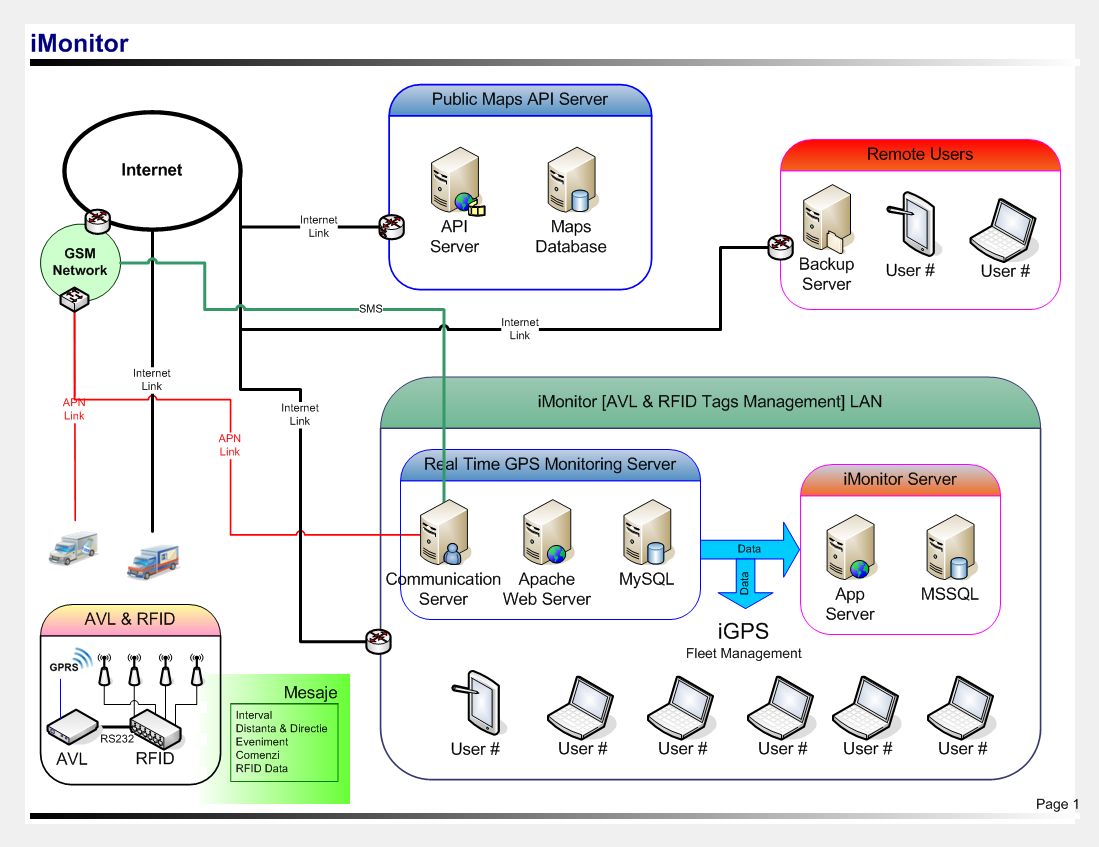 iMonitor
Public Maps API Server
Internet
API
Server
Maps
Database
Internet
Link
Remote Users
Backup
Server
User #
User #
GSM
Network
SMS
Internet
Link
Internet
Link
APN
Link
Internet
Link
APN
Link
iMonitor [AVL & RFID Tags Management] LAN
Real Time GPS Monitoring Server
Communication
Server
Apache
Web Server
MySQL
Data
Data
iMonitor Server
App
Server
MSSQL
iGPS
Fleet Management
User #
User #
User #
User #
User #
User #
AVL & RFID
GPRS
RS232
AVL
RFID
Mesaje
Interval
Distanta & Directie
Eveniment
Comenzi
RFID Data
Page 1